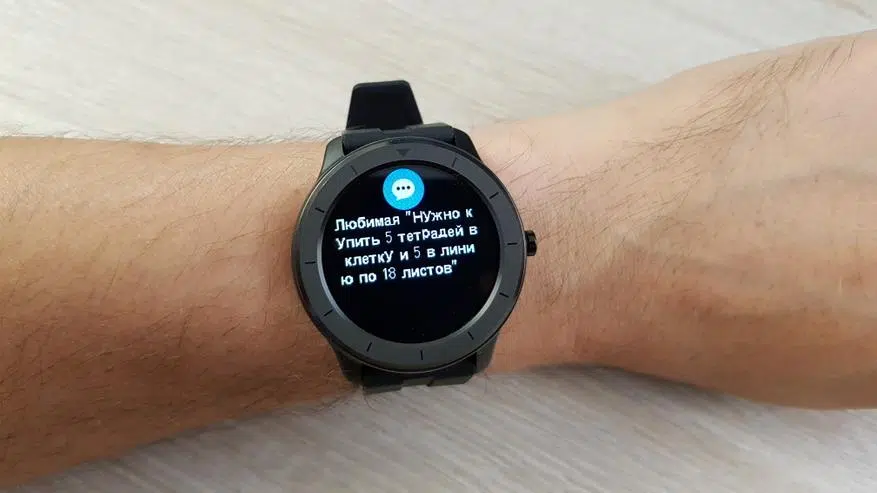 Любимая "Нужно к
упить 5 тетрадей в
клетку и 5 в лини
ю по 18 листов"